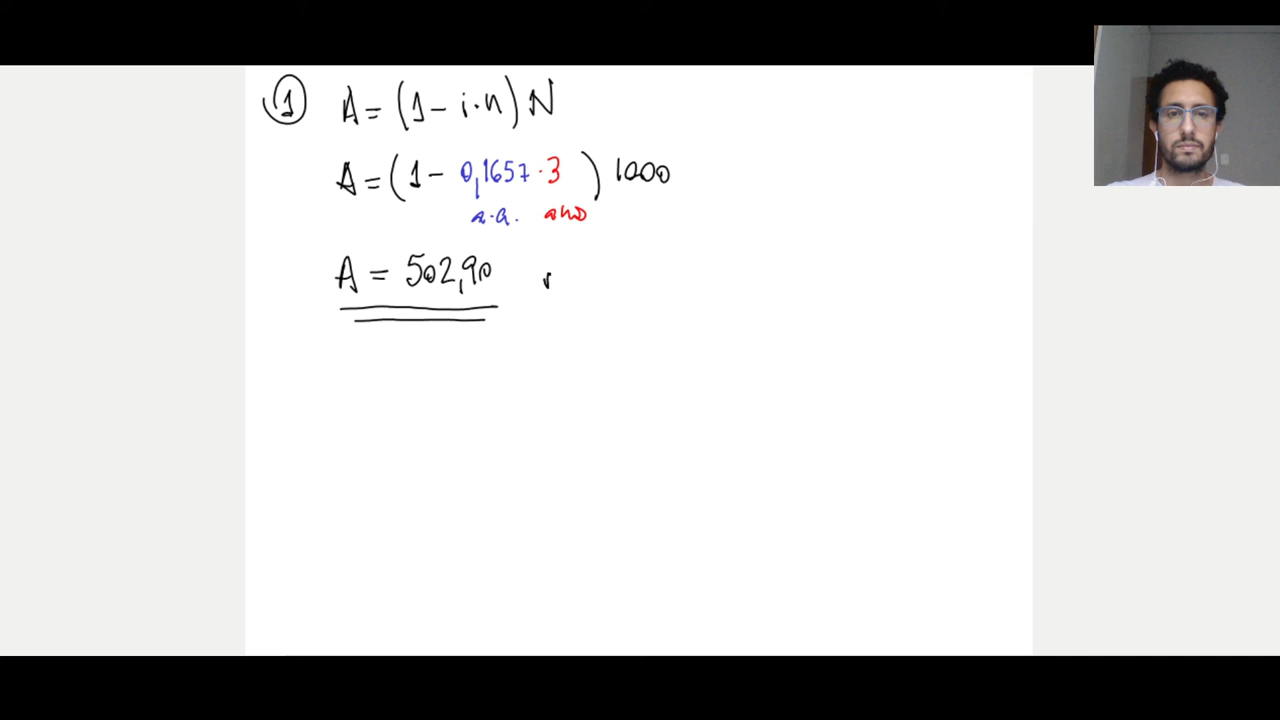 1 A = (1 - i·n) N
A = (1 - 0,1657 · 3) 1000
a.a. ano
A = 502,90